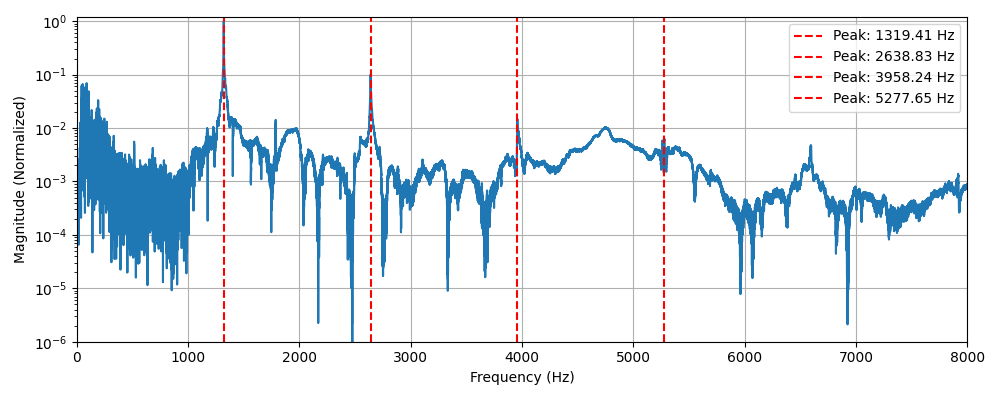 Magnitude (Normalized)
10⁰
10⁻¹
10⁻²
10⁻³
10⁻⁴
10⁻⁵
10⁻⁶
Peak: 1319.41 Hz
Peak: 2638.83 Hz
Peak: 3958.24 Hz
Peak: 5277.65 Hz
0 1000 2000 3000 4000 5000 6000 7000 8000
Frequency (Hz)